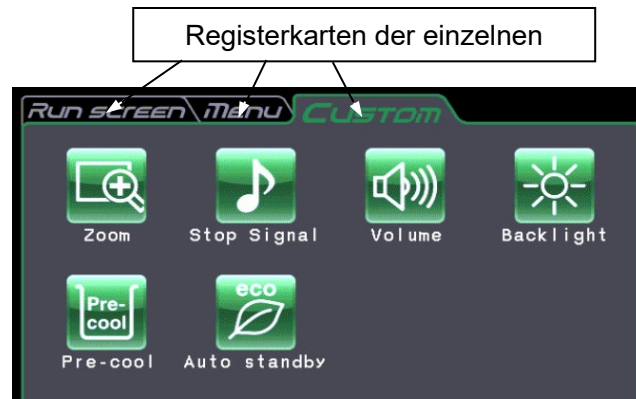 Registerkarten der einzelnen
Run screen Menu Custom
Zoom Stop Signal Volume Backlight
Pre-
cool
eco
Pre-cool Auto standby